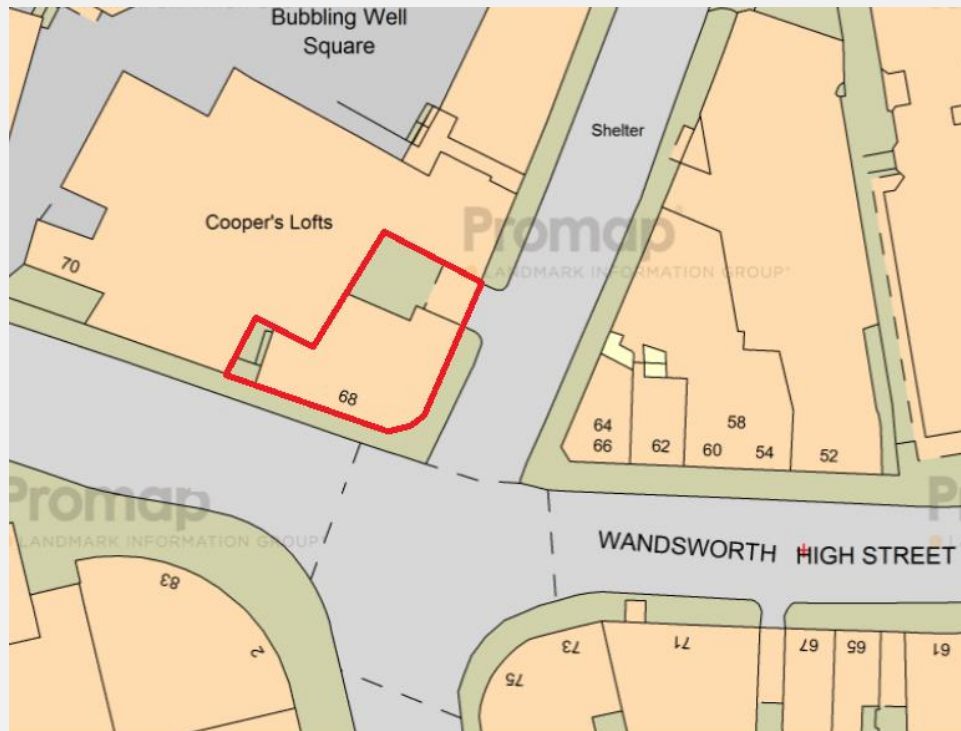 Bubbling Well
Square
Shelter
Promap
LANDMARK INFORMATION GROUP
Cooper's Lofts
70
68
64
66
62
60
58
54
52
Promap
LANDMARK INFORMATION GROUP
WANDSWORTH HIGH STREET
83
2
75
73
71
67
65
61